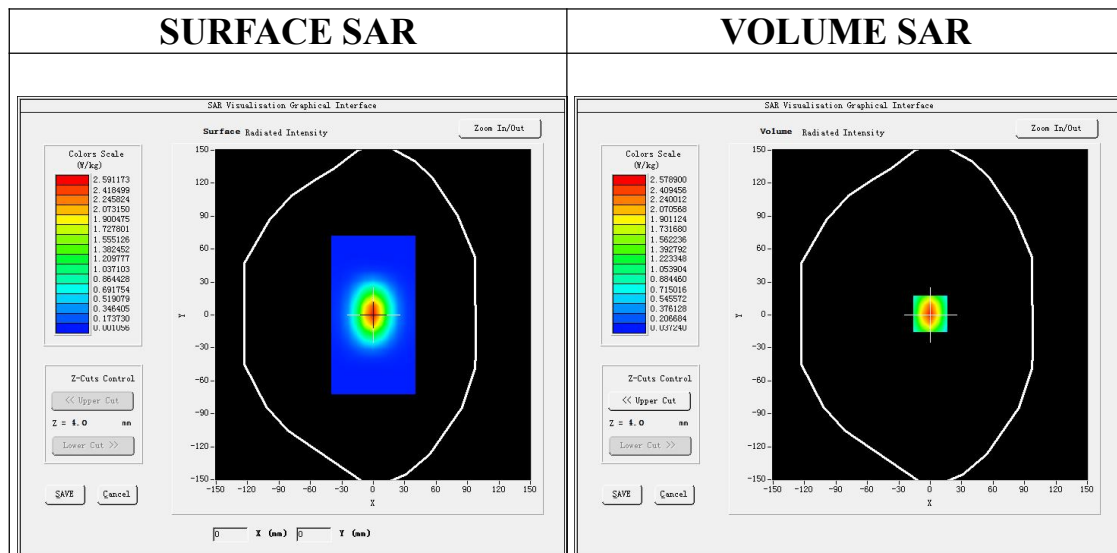 SURFACE SAR
VOLUME SAR
SAR Visualisation Graphical Interface
Surface Radiated Intensity
Zoom In/Out
Colors Scale
(W/kg)
2.591173
2.418499
2.245824
2.073150
1.900475
1.727801
1.555126
1.382452
1.209777
1.037103
0.864428
0.691754
0.519079
0.346405
0.173730
0.001056
150
120
90
60
30
0
-30
-60
-90
-120
-150
Y
-150 -120 -90 -60 -30 0 30 60 90 120 150
X
Z-Cuts Control
<< Upper Cut
Z = 4.0 mm
Lower Cut >>
SAVE
Cancel
0 X (mm) 0 Y (mm)
SAR Visualisation Graphical Interface
Volume Radiated Intensity
Zoom In/Out
Colors Scale
(W/kg)
2.578900
2.409456
2.240012
2.070568
1.901124
1.731680
1.562236
1.392792
1.223348
1.053904
0.884460
0.715016
0.545572
0.376128
0.206684
0.037240
150
120
90
60
30
0
-30
-60
-90
-120
-150
Y
-150 -120 -90 -60 -30 0 30 60 90 120 150
X
Z-Cuts Control
<< Upper Cut
Z = 4.0 mm
Lower Cut >>
SAVE
Cancel